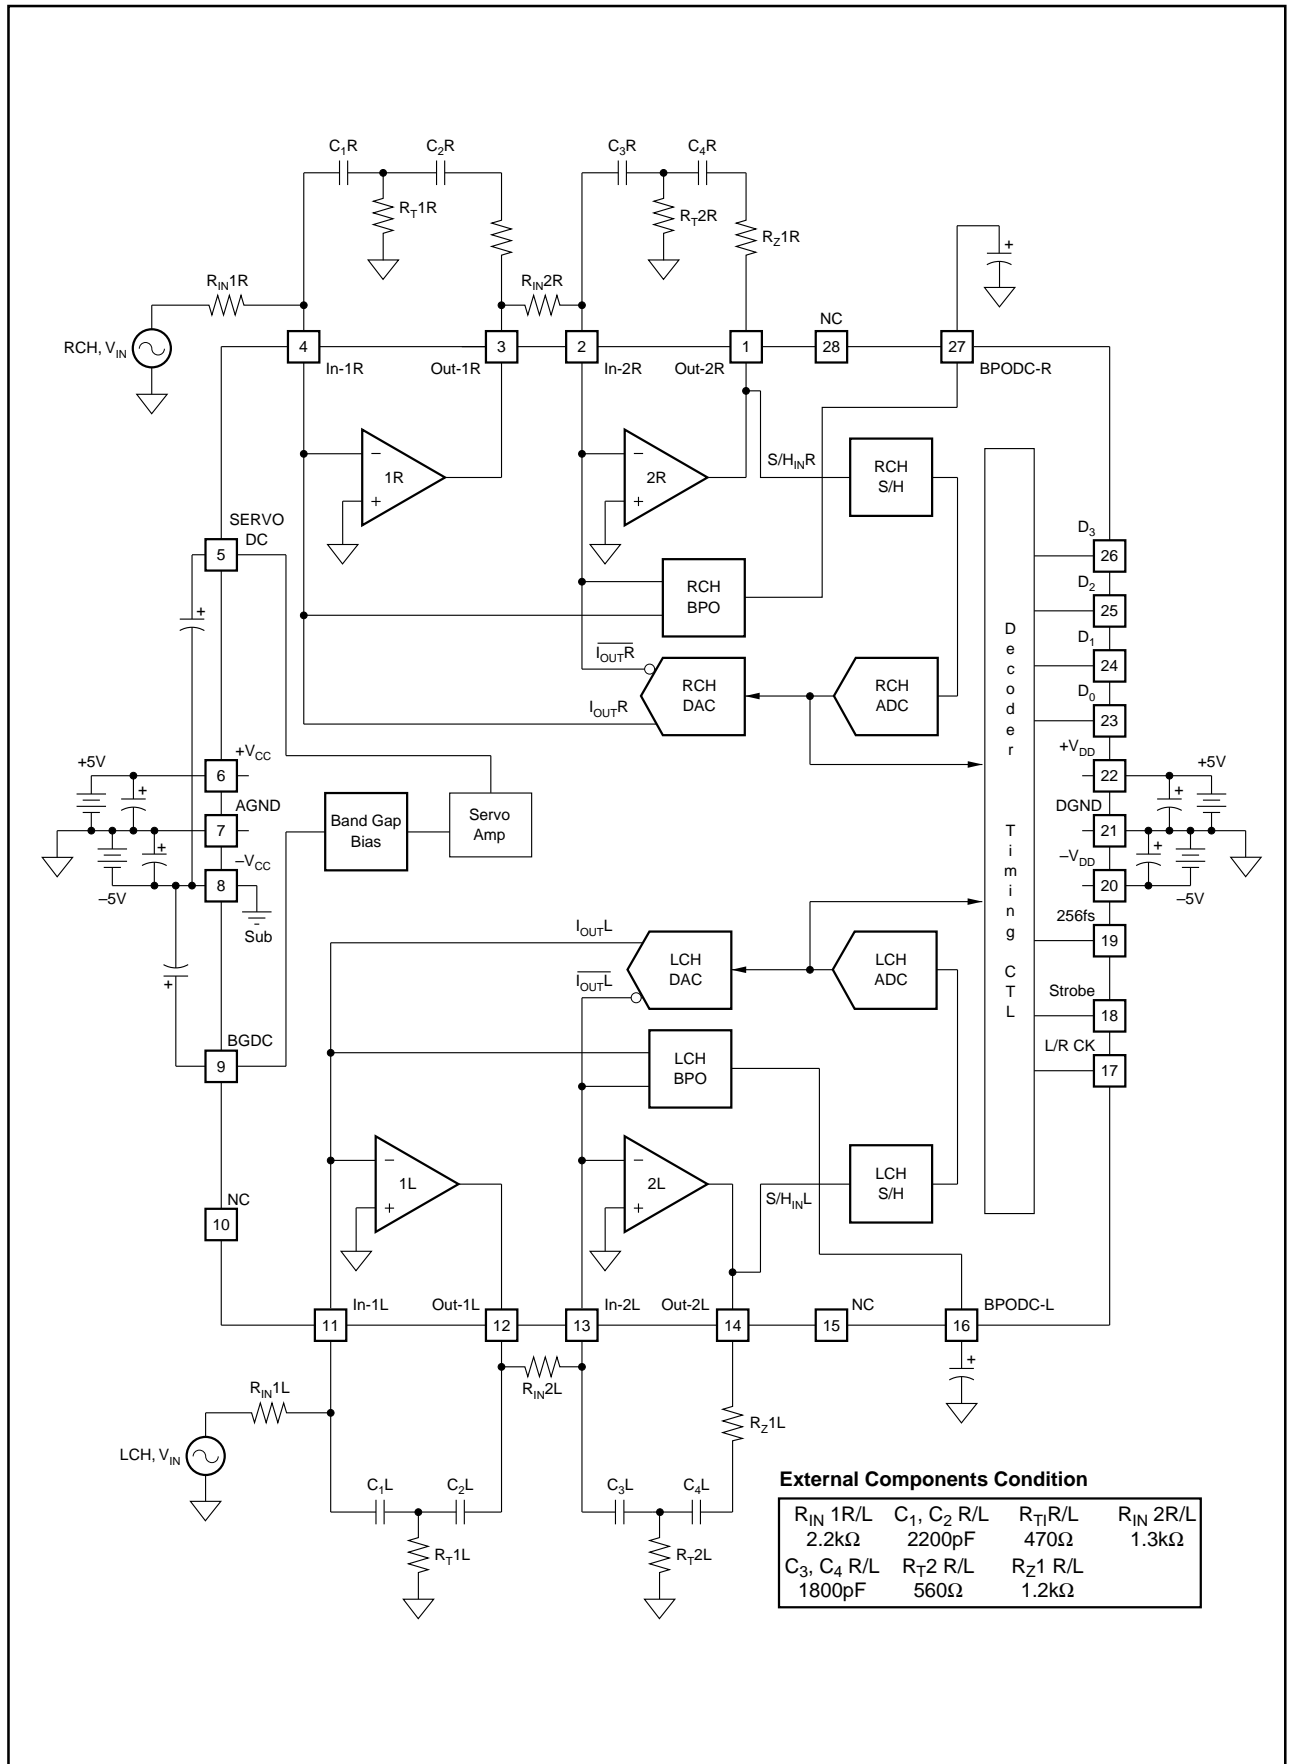 C1R C2R C3R C4R
RT1R RT2R
RZ1R
+
RIN1R RIN2R
RCH, VIN
NC
4 3 2 1 28 27
In-1R Out-1R In-2R Out-2R BPODC-R
− −
1R 2R
+ +
S/HINR
RCH
S/H
SERVO
DC
5
+
RCH
BPO
IOUTR
RCH
DAC
RCH
ADC
IOUTR
Decoder Timing CTL
D3
26
D2
25
D1
24
D0
23
+VDD
22
+5V
+
DGND
21
+
–VDD
20
–5V
256fs
19
Strobe
18
L/R CK
17
+VCC
+5V
6
+
AGND
7
+
–VCC
8
–5V
Sub
+
Band Gap
Bias
Servo
Amp
BGDC
9
IOUTL
LCH
DAC
LCH
ADC
IOUTL
LCH
BPO
− −
1L 2L
+ +
S/HINL
LCH
S/H
NC
10
In-1L Out-1L In-2L Out-2L NC BPODC-L
11 12 13 14 15 16
+
RIN1L RIN2L
RZ1L
LCH, VIN
C1L C2L C3L C4L
RT1L RT2L
External Components Condition
RIN 1R/L C1, C2 R/L RTIR/L RIN 2R/L
2.2kΩ 2200pF 470Ω 1.3kΩ
C3, C4 R/L RT2 R/L RZ1 R/L
1800pF 560Ω 1.2kΩ